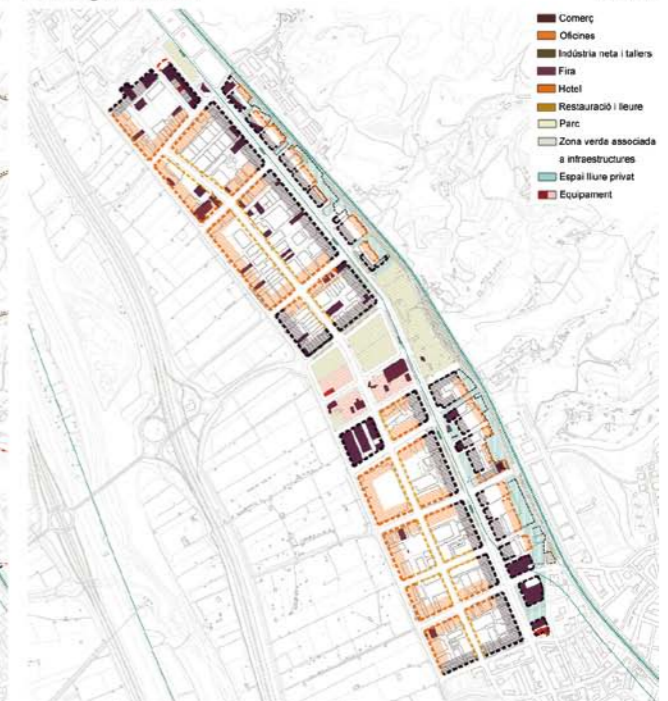 Comerç
Oficines
Indústria neta i tallers
Fira
Hotel
Restauració i lleure
Parc
Zona verda associada
a infraestructures
Espai lliure privat
Equipament